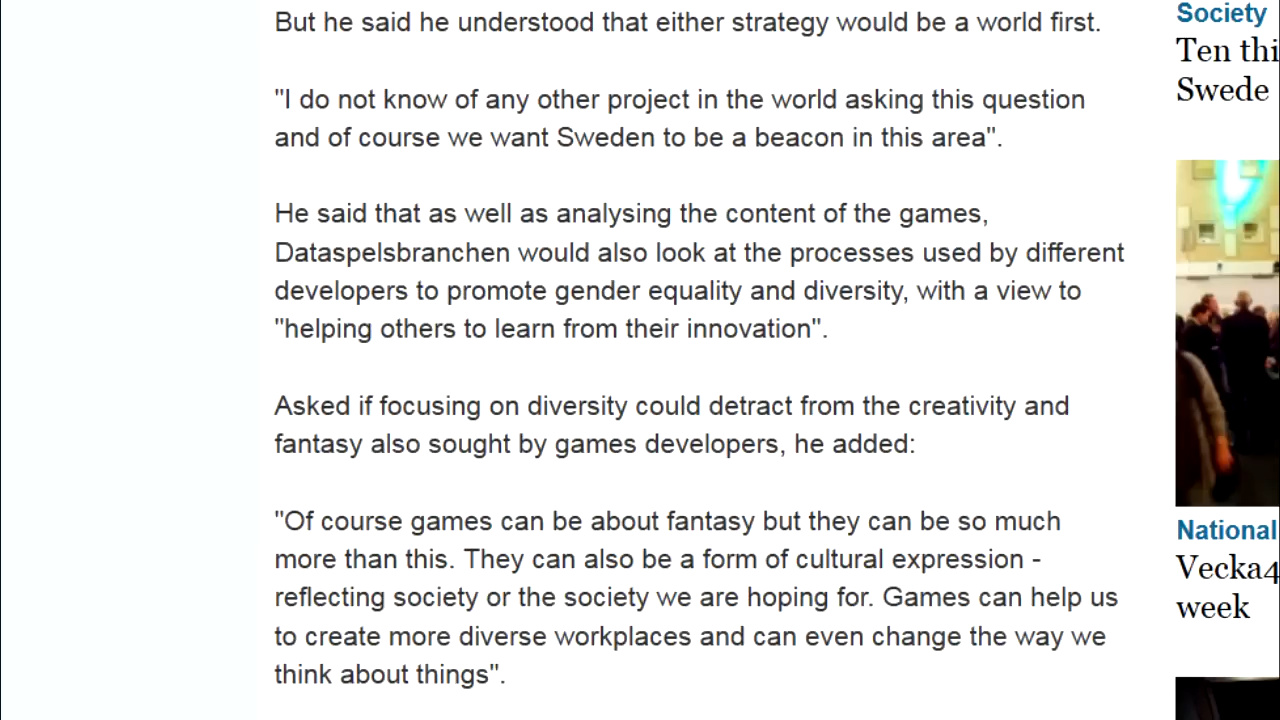 But he said he understood that either strategy would be a world first.
"I do not know of any other project in the world asking this question
and of course we want Sweden to be a beacon in this area".
He said that as well as analysing the content of the games,
Dataspelsbranchen would also look at the processes used by different
developers to promote gender equality and diversity, with a view to
"helping others to learn from their innovation".
Asked if focusing on diversity could detract from the creativity and
fantasy also sought by games developers, he added:
"Of course games can be about fantasy but they can be so much
more than this. They can also be a form of cultural expression -
reflecting society or the society we are hoping for. Games can help us
to create more diverse workplaces and can even change the way we
think about things".
Society
Ten thi
Swede
National
Vecka4
week